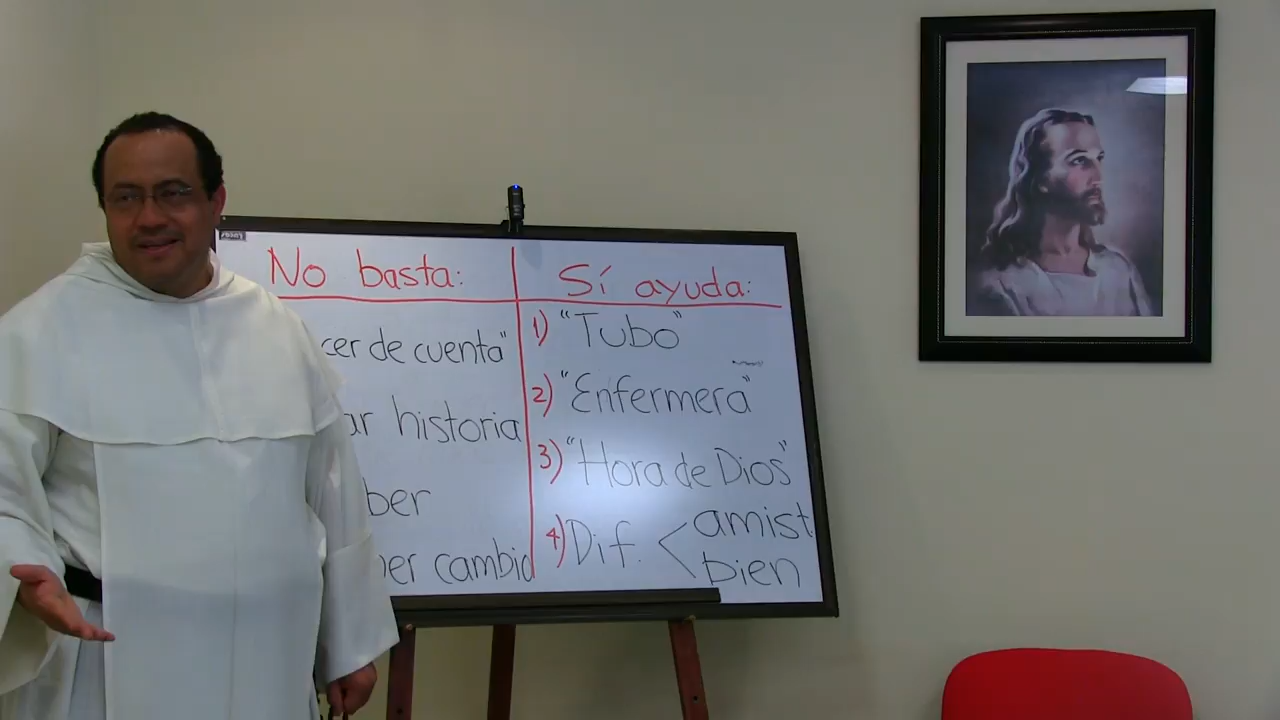 No basta:
cer de cuenta"
ar historia
ber
er cambio
Sí ayuda:
1) "Tubo"
2) "Enfermera"
3) "Hora de Dios"
4) Dif. < amist
bien